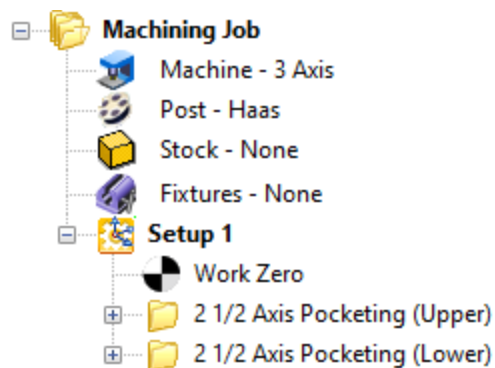 Machining Job
Machine - 3 Axis
Post - Haas
Stock - None
Fixtures - None
Setup 1
Work Zero
2 1/2 Axis Pocketing (Upper)
2 1/2 Axis Pocketing (Lower)